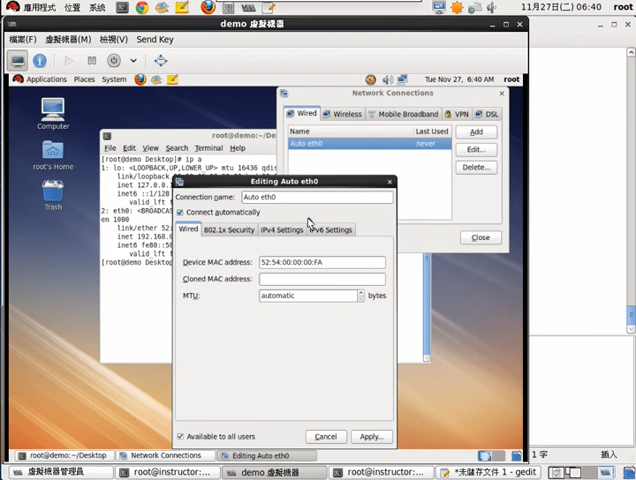 應用程式 位置 系統 11月27日(二) 06:40 root
demo 虛擬機器
檔案(F) 虛擬機器(M) 檢視(V) Send Key
Applications Places System Tue Nov 27, 6:40 AM root
Computer
root's Home
Trash
root@demo:~/De
File Edit View Search Terminal Help
[root@demo Desktop]# ip a
1: lo: <LOOPBACK,UP,LOWER_UP> mtu 16436 qdis
link/loopback
inet 127.0.0.
inet6 ::1/128
valid_lft f
2: eth0: <BROADCAS
en 1000
link/ether 52:
inet 192.168.0
inet6 fe80::50
valid_lft f
[root@demo Desktop
Network Connections
Wired Wireless Mobile Broadband VPN DSL
Name Last Used
Auto eth0 never
Add
Edit...
Delete...
Close
Editing Auto eth0
Connection name: Auto eth0
Connect automatically
Wired 802.1x Security IPv4 Settings IPv6 Settings
Device MAC address: 52:54:00:00:00:FA
Cloned MAC address:
MTU: automatic bytes
Available to all users Cancel Apply...
root@demo:~/Desktop Network Connections Editing Auto eth0
1 字 插入
虛擬機器管理員 root@instructor:... demo 虛擬機器 root@instructor:... *未儲存文件 1 - gedit